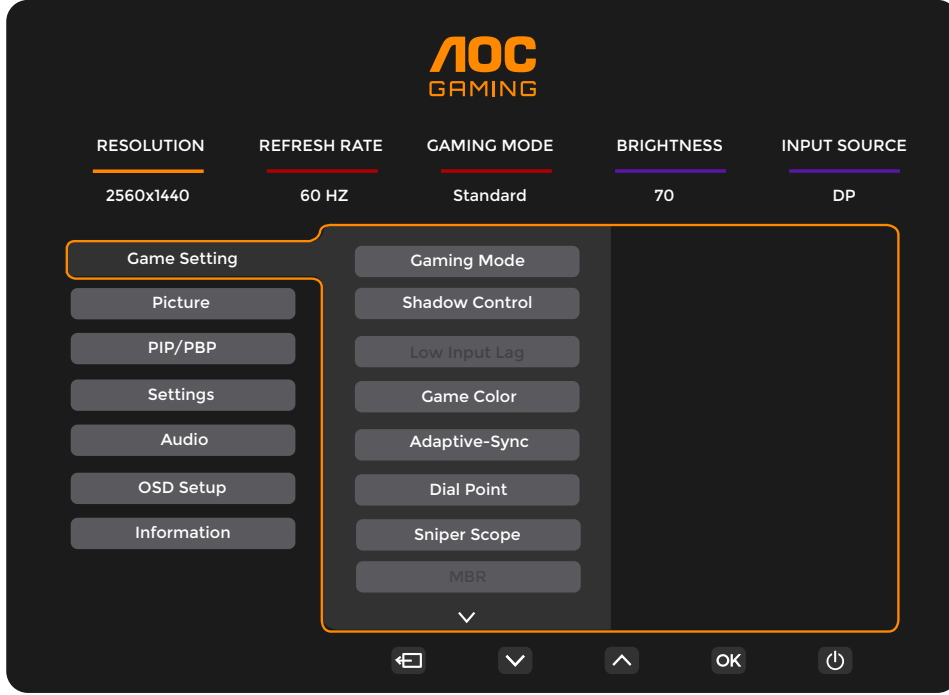 AOC
GAMING
RESOLUTION REFRESH RATE GAMING MODE BRIGHTNESS INPUT SOURCE
2560x1440 60 HZ Standard 70 DP
Game Setting
Picture
PIP/PBP
Settings
Audio
OSD Setup
Information
Gaming Mode
Shadow Control
Low Input Lag
Game Color
Adaptive-Sync
Dial Point
Sniper Scope
MBR
OK